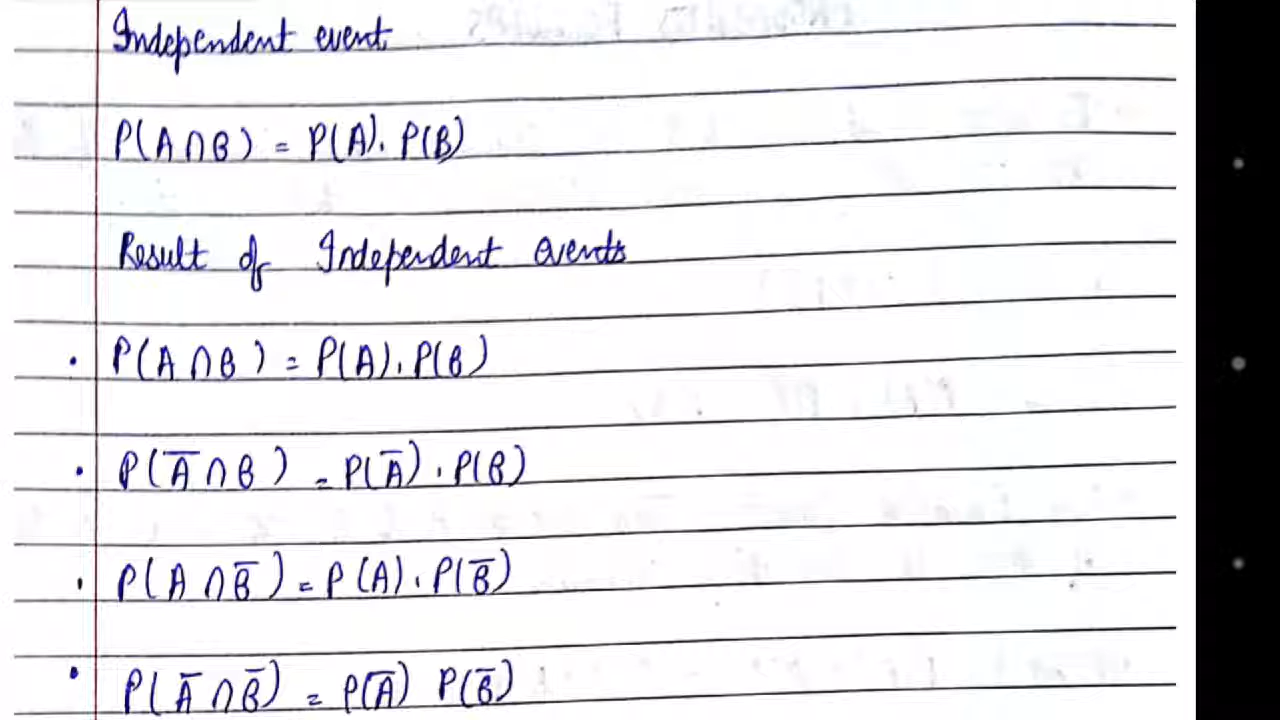 Independent event.
P(A ∩ B) = P(A). P(B)
Result of Independent events
• P(A ∩ B) = P(A). P(B)
• P(A̅ ∩ B) = P(A̅) . P(B)
• P(A ∩ B̅) = P(A) . P(B̅)
• P(A̅ ∩ B̅) = P(A̅) P(B̅)